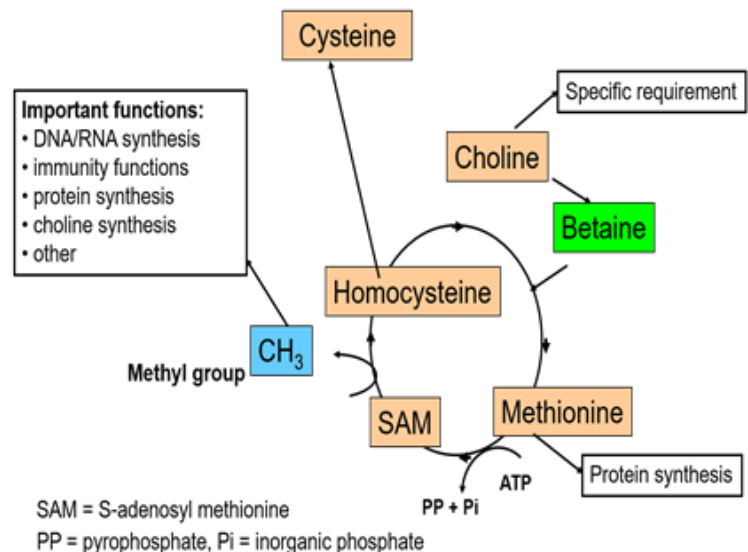 Cysteine
Important functions:
• DNA/RNA synthesis
• immunity functions
• protein synthesis
• choline synthesis
• other
Specific requirement
Choline
Betaine
Homocysteine
CH₃
Methyl group
SAM
Methionine
ATP
PP + Pi
Protein synthesis
SAM = S-adenosyl methionine
PP = pyrophosphate, Pi = inorganic phosphate